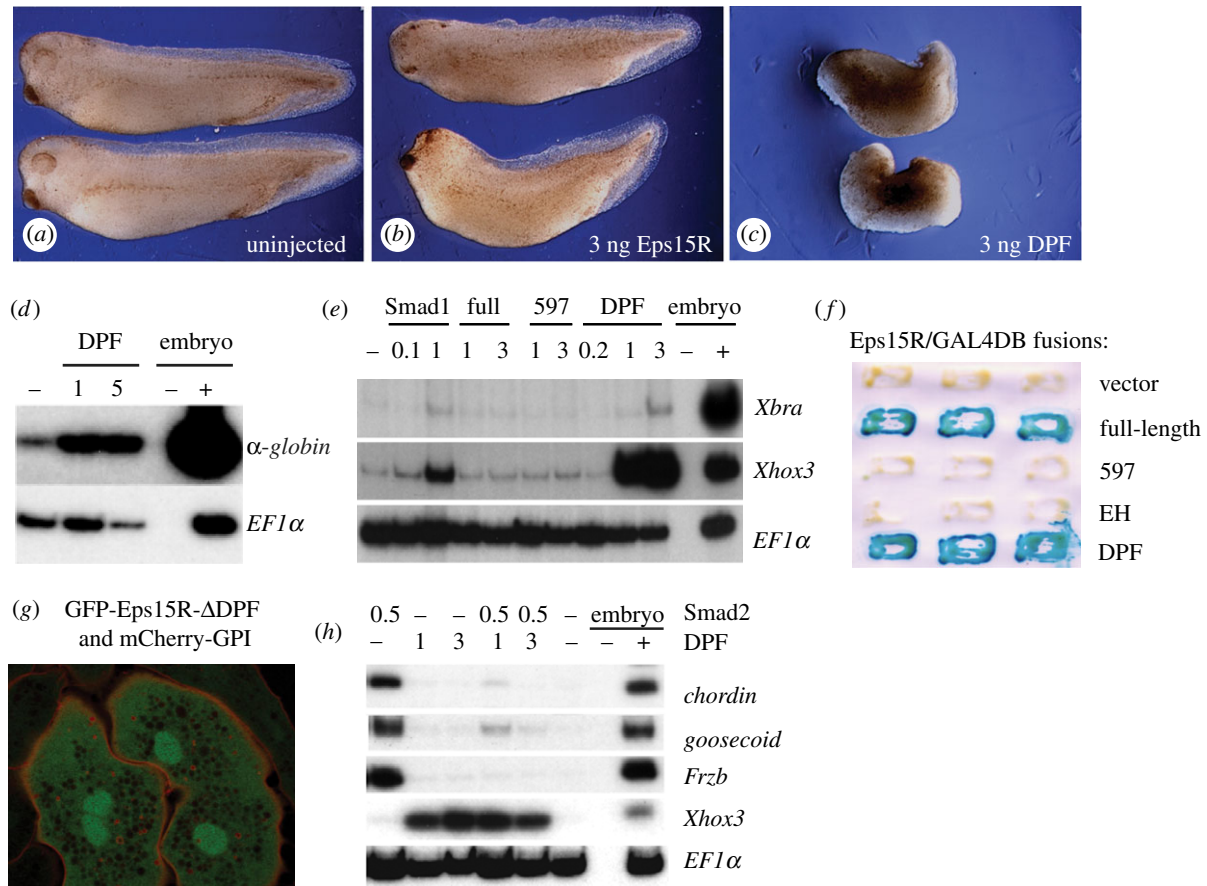 (a) uninjected
(b) 3 ng Eps15R
(c) 3 ng DPF
(d)
DPF embryo
– 1 5 – +
α-globin
EF1α
(e)
Smad1 full 597 DPF embryo
– 0.1 1 1 3 1 3 0.2 1 3 – +
Xbra
Xhox3
EF1α
(f)
Eps15R/GAL4DB fusions:
vector
full-length
597
EH
DPF
(g) GFP-Eps15R-ΔDPF
and mCherry-GPI
(h)
0.5 – – 0.5 0.5 – embryo Smad2
– 1 3 1 3 – – + DPF
chordin
goosecoid
Frzb
Xhox3
EF1α